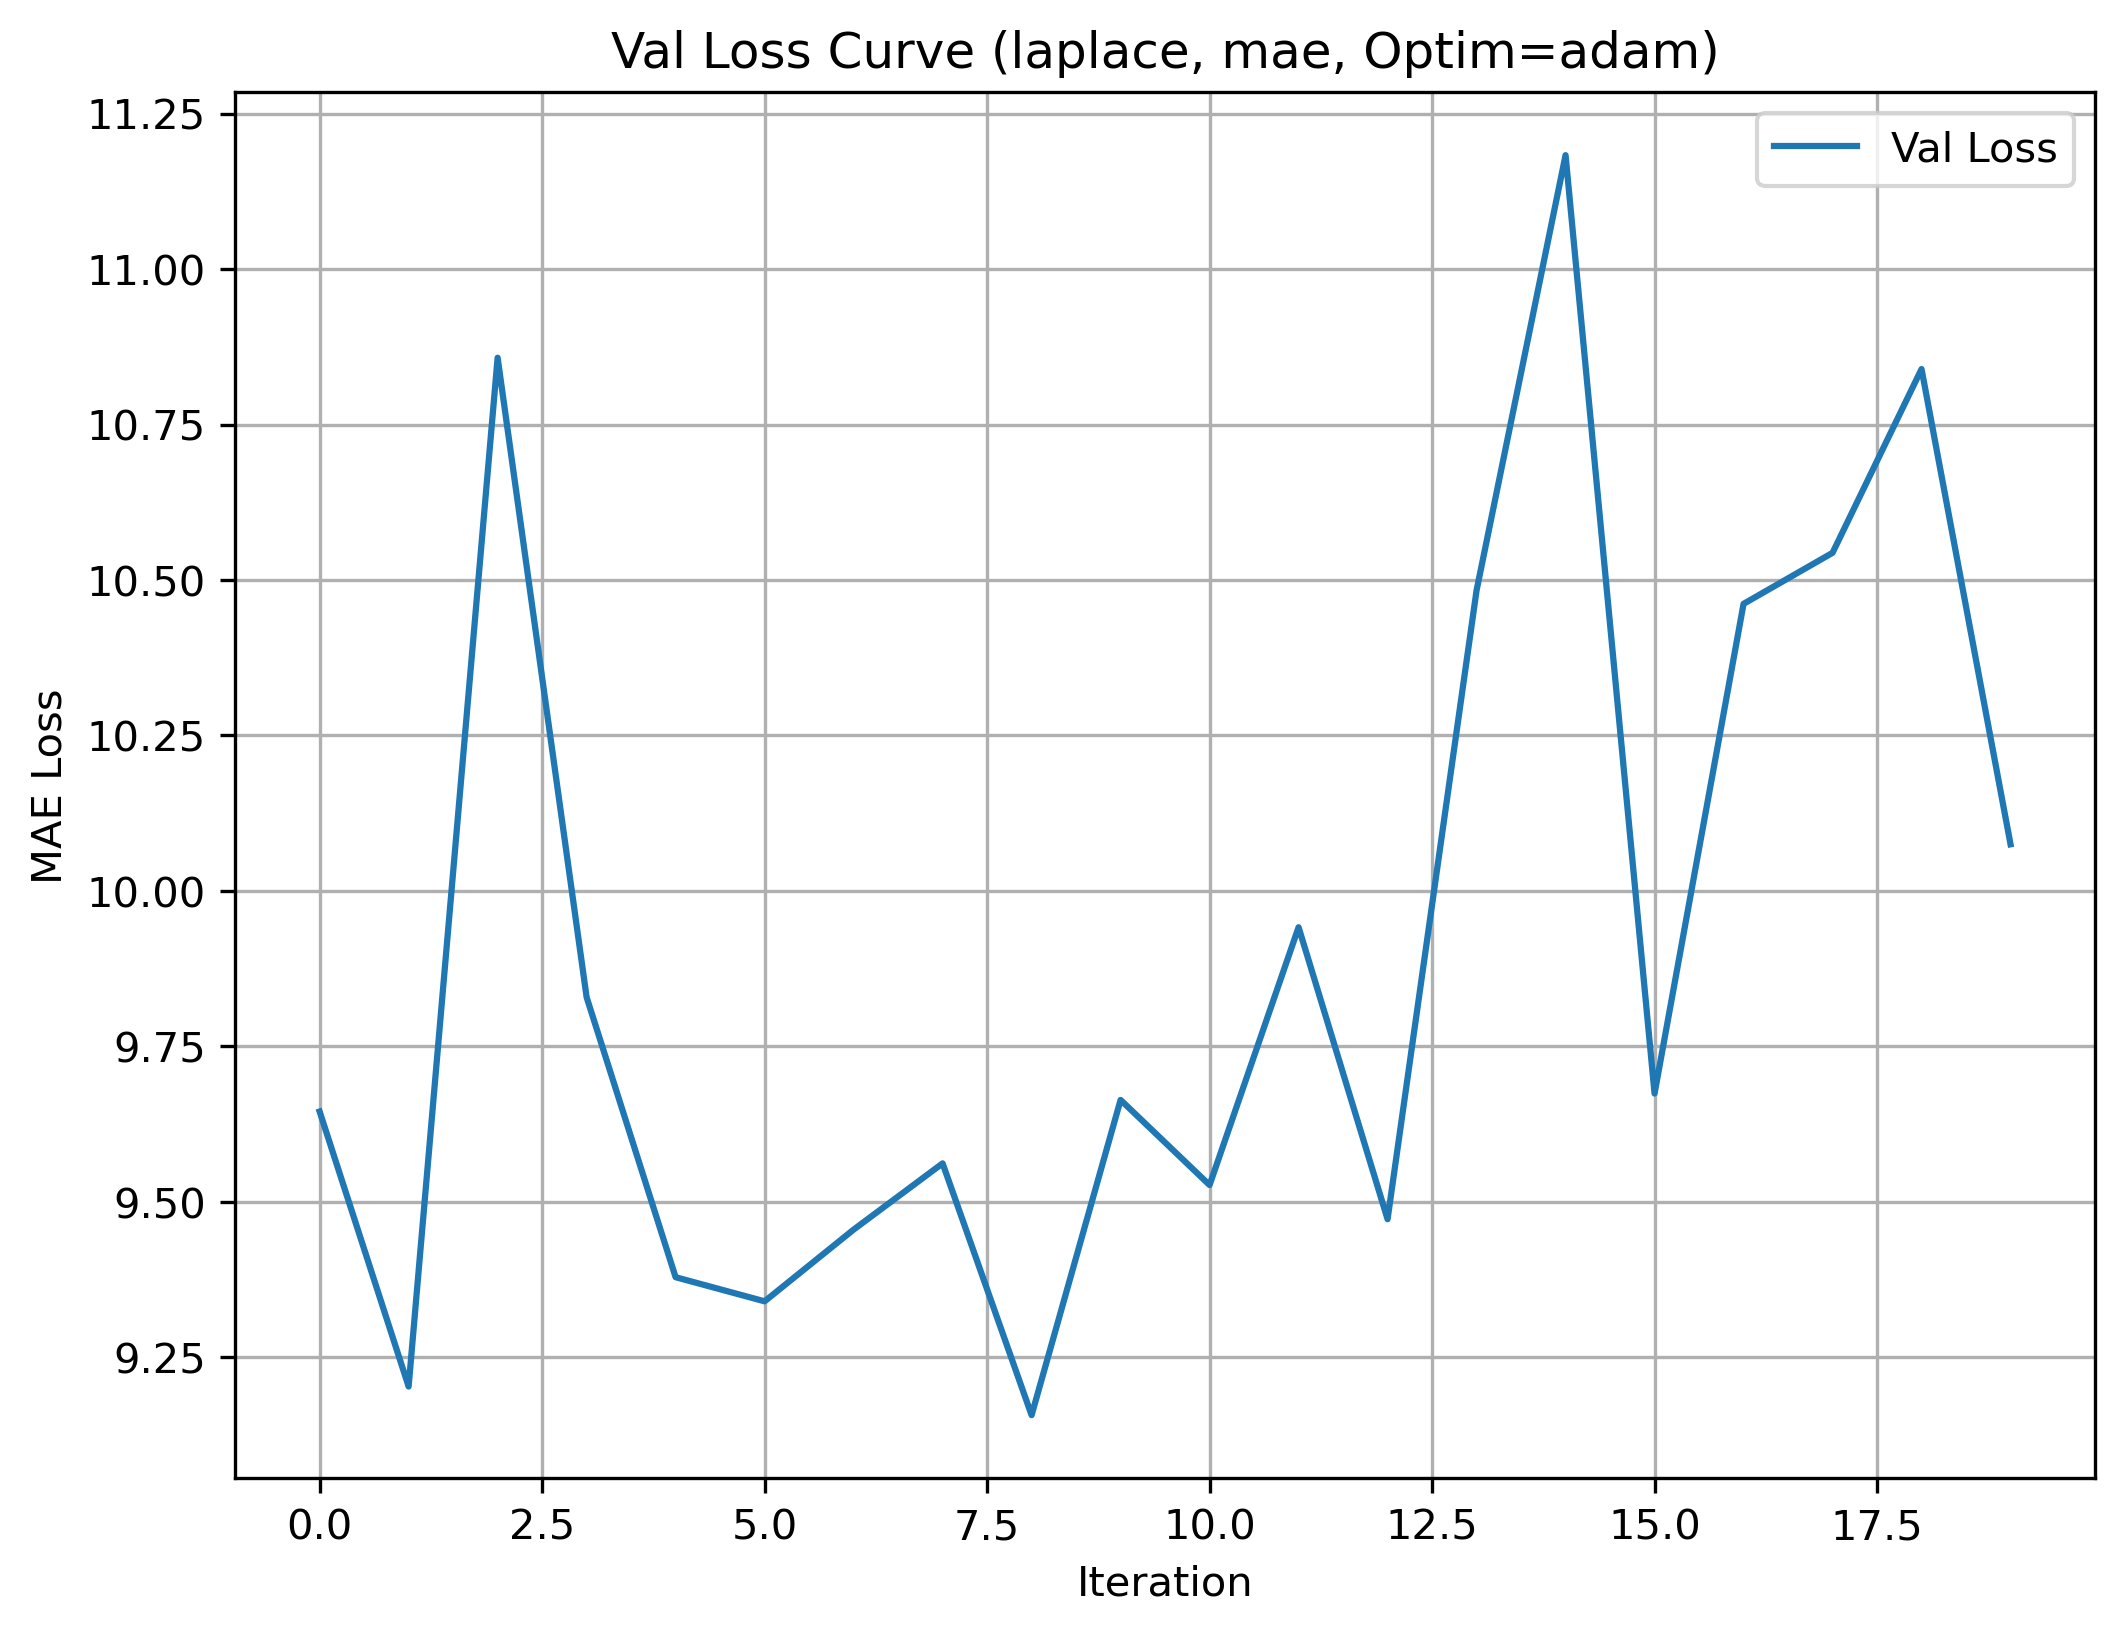 Val Loss Curve (laplace, mae, Optim=adam)
Val Loss
11.25
11.00
10.75
10.50
10.25
10.00
9.75
9.50
9.25
MAE Loss
0.0 2.5 5.0 7.5 10.0 12.5 15.0 17.5
Iteration